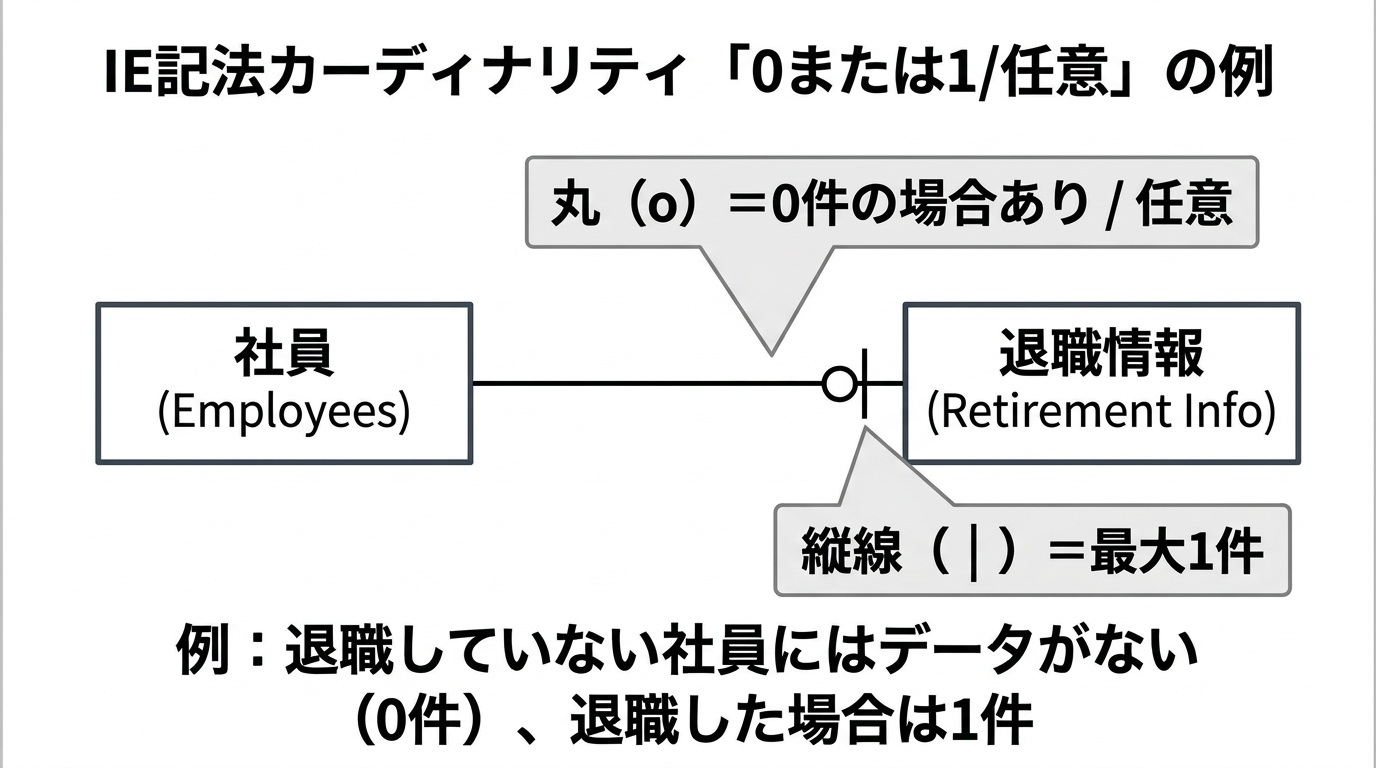 IE記法カーディナリティ「0または1/任意」の例
丸（o）＝0件の場合あり / 任意
社員
(Employees)
退職情報
(Retirement Info)
縦線（ | ）＝最大1件
例：退職していない社員にはデータがない
（0件）、退職した場合は1件